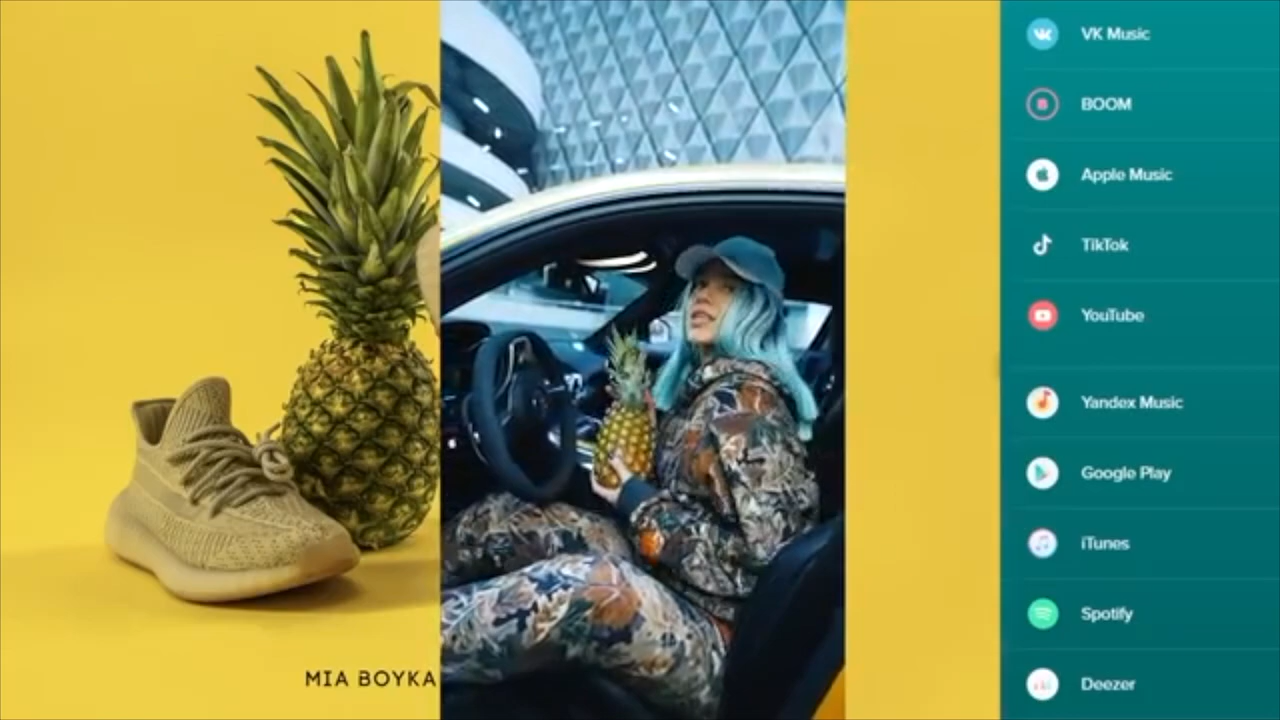 MIA BOYKA
VK Music
BOOM
Apple Music
TikTok
YouTube
Yandex Music
Google Play
iTunes
Spotify
Deezer